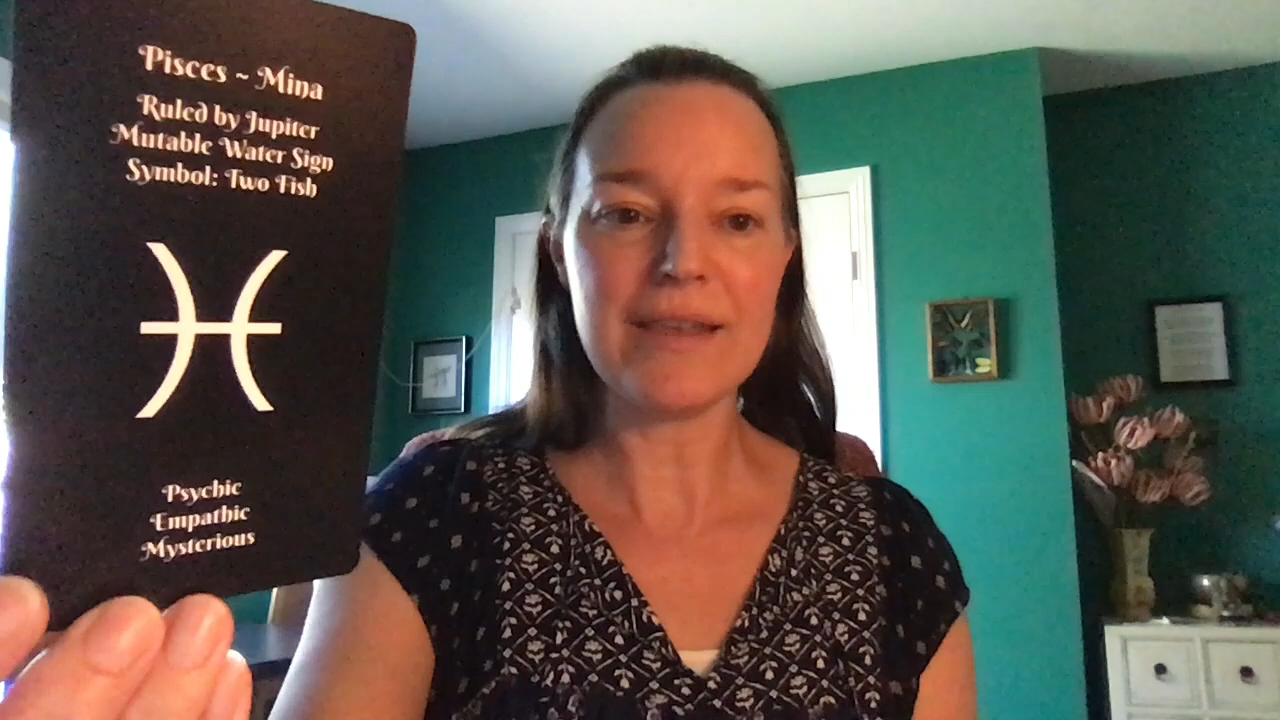 Pisces ~ Mina
Ruled by Jupiter
Mutable Water Sign
Symbol: Two Fish
Psychic
Empathic
Mysterious